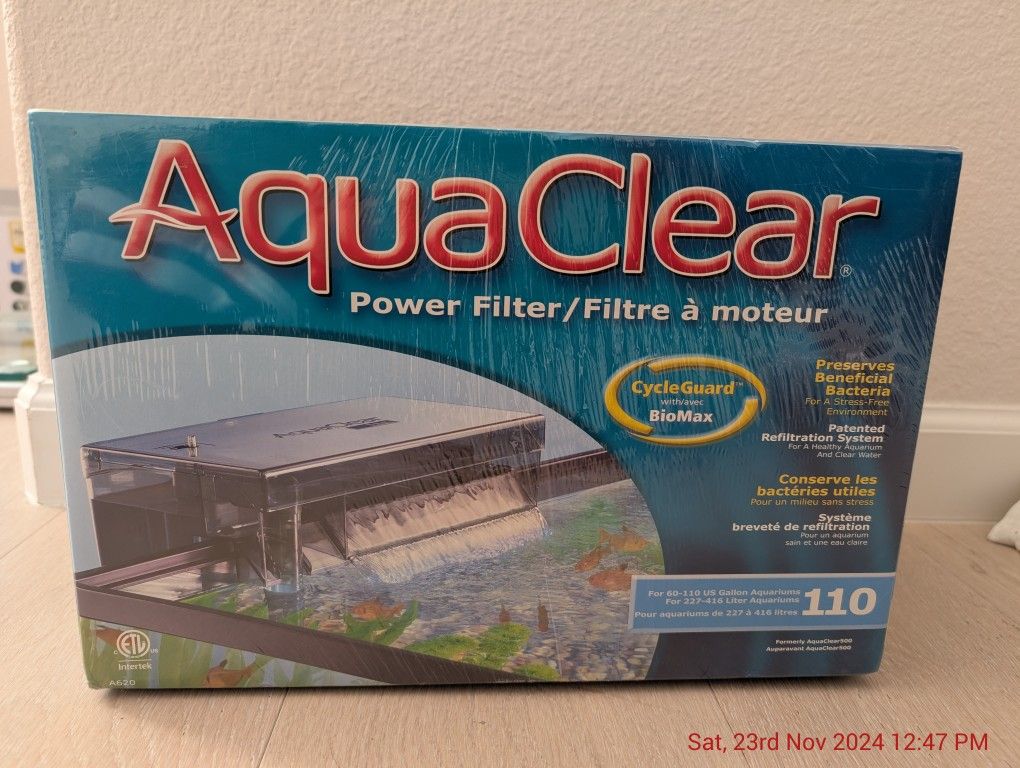 AquaClear®
Power Filter/Filtre à moteur
CycleGuard™
with/avec
BioMax
Preserves
Beneficial
Bacteria
For A Stress-Free
Environment
Patented
Refiltration System
For A Healthy Aquarium
And Clear Water
Conserve les
bactéries utiles
Pour un milieu sans stress
Système
breveté de refiltration
Pour un aquarium
sain et une eau claire
AquaClear
For 60-110 US Gallon Aquariums
For 227-416 Liter Aquariums
Pour aquariums de 227 à 416 litres
110
Formerly AquaClear500
Auparavant AquaClear500
C ETL US
Intertek
A620
Sat, 23rd Nov 2024 12:47 PM